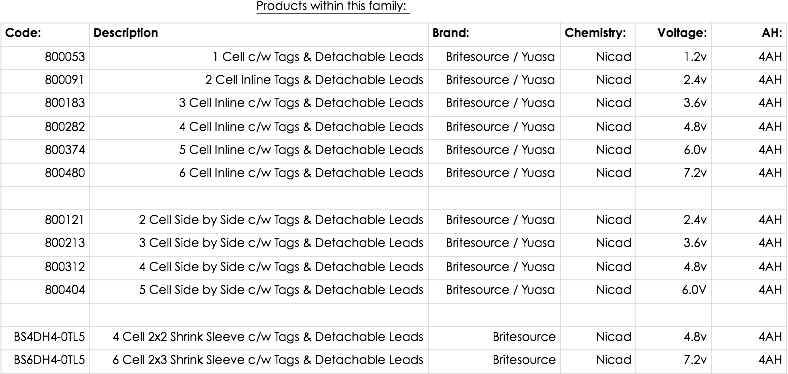 Products within this family:
Code: Description Brand: Chemistry: Voltage: AH:
800053 1 Cell c/w Tags & Detachable Leads Britesource / Yuasa Nicad 1.2v 4AH
800091 2 Cell Inline Tags & Detachable Leads Britesource / Yuasa Nicad 2.4v 4AH
800183 3 Cell Inline c/w Tags & Detachable Leads Britesource / Yuasa Nicad 3.6v 4AH
800282 4 Cell Inline c/w Tags & Detachable Leads Britesource / Yuasa Nicad 4.8v 4AH
800374 5 Cell Inline c/w Tags & Detachable Leads Britesource / Yuasa Nicad 6.0v 4AH
800480 6 Cell Inline c/w Tags & Detachable Leads Britesource / Yuasa Nicad 7.2v 4AH
800121 2 Cell Side by Side c/w Tags & Detachable Leads Britesource / Yuasa Nicad 2.4v 4AH
800213 3 Cell Side by Side c/w Tags & Detachable Leads Britesource / Yuasa Nicad 3.6v 4AH
800312 4 Cell Side by Side c/w Tags & Detachable Leads Britesource / Yuasa Nicad 4.8v 4AH
800404 5 Cell Side by Side c/w Tags & Detachable Leads Britesource / Yuasa Nicad 6.0V 4AH
BS4DH4-0TL5 4 Cell 2x2 Shrink Sleeve c/w Tags & Detachable Leads Britesource Nicad 4.8v 4AH
BS6DH4-0TL5 6 Cell 2x3 Shrink Sleeve c/w Tags & Detachable Leads Britesource Nicad 7.2v 4AH